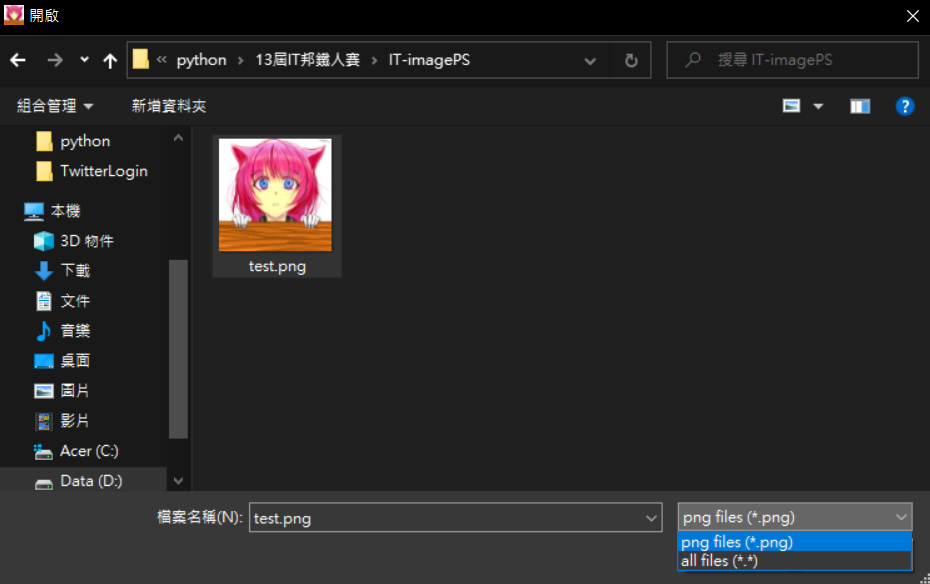 開啟
« python › 13屆IT邦鐵人賽 › IT-imagePS
搜尋 IT-imagePS
組合管理 新增資料夾
python
TwitterLogin
本機
3D 物件
下載
文件
音樂
桌面
圖片
影片
Acer (C:)
Data (D:)
test.png
檔案名稱(N): test.png
png files (*.png)
png files (*.png)
all files (*.*)